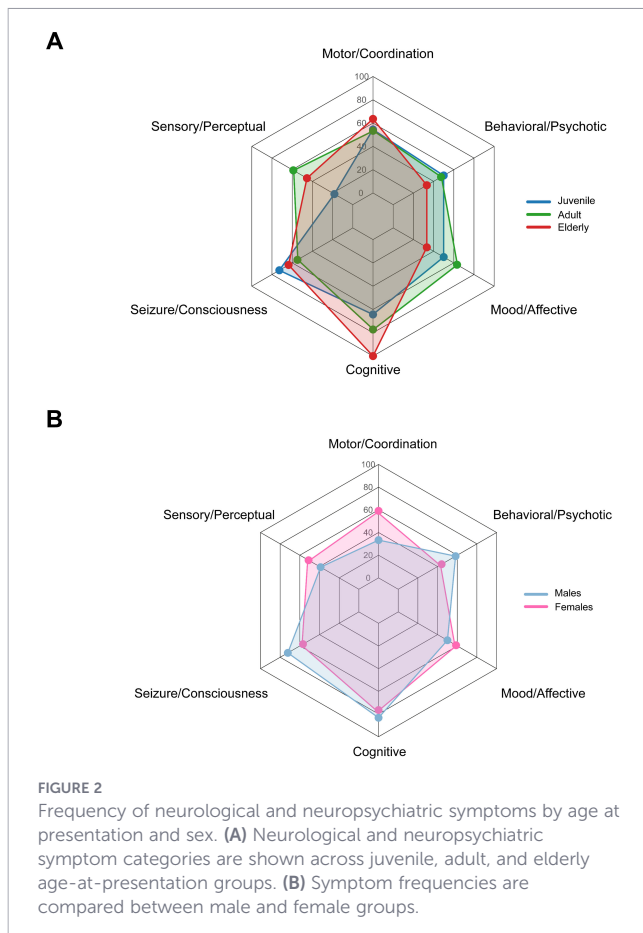 A
Motor/Coordination
100
80
60
40
20
0
Sensory/Perceptual
Behavioral/Psychotic
Juvenile
Adult
Elderly
Seizure/Consciousness
Mood/Affective
Cognitive
B
Motor/Coordination
100
80
60
40
20
0
Sensory/Perceptual
Behavioral/Psychotic
Males
Females
Seizure/Consciousness
Mood/Affective
Cognitive
FIGURE 2
Frequency of neurological and neuropsychiatric symptoms by age at
presentation and sex. (A) Neurological and neuropsychiatric
symptom categories are shown across juvenile, adult, and elderly
age-at-presentation groups. (B) Symptom frequencies are
compared between male and female groups.